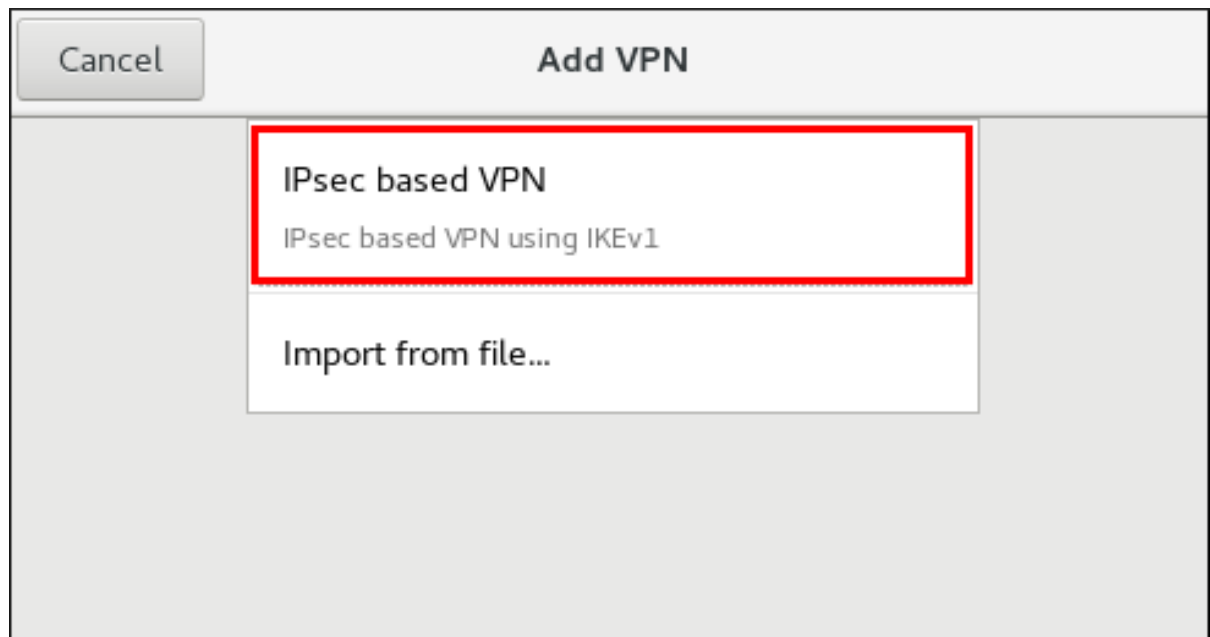 Cancel
Add VPN
IPsec based VPN
IPsec based VPN using IKEv1
Import from file...